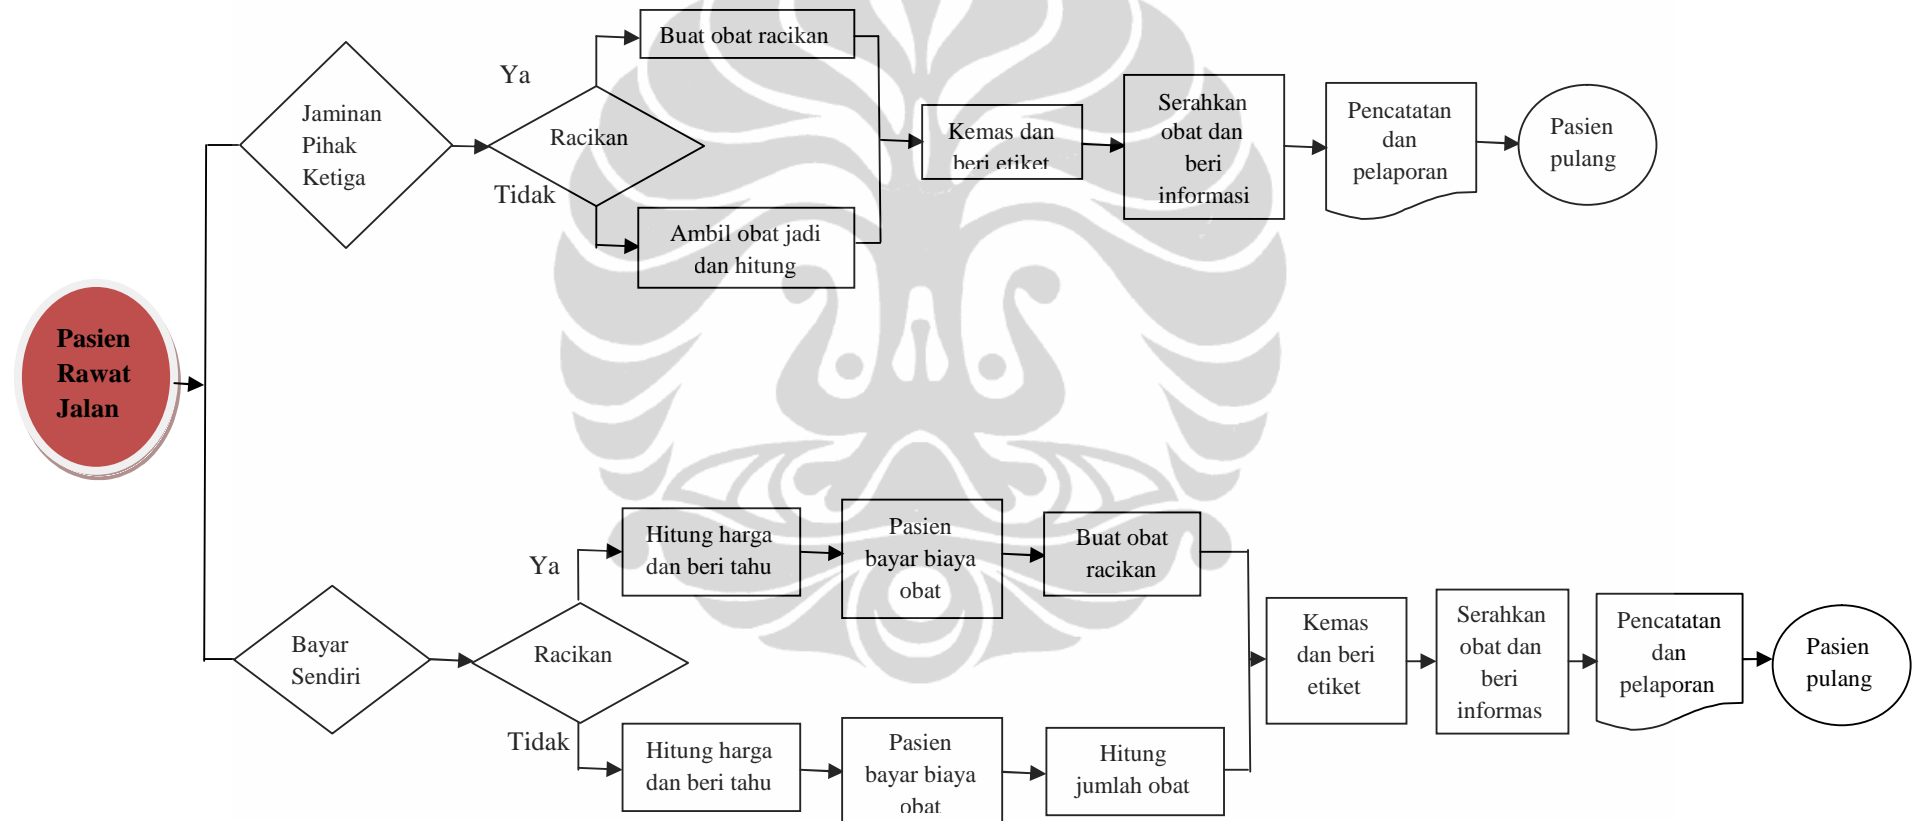 Pasien
Rawat
Jalan
Jaminan
Pihak
Ketiga
Ya
Racikan
Tidak
Buat obat racikan
Ambil obat jadi
dan hitung
Kemas dan
beri etiket
Serahkan
obat dan
beri
informasi
Pencatatan
dan
pelaporan
Pasien
pulang
Bayar
Sendiri
Ya
Racikan
Tidak
Hitung harga
dan beri tahu
Pasien
bayar biaya
obat
Buat obat
racikan
Hitung harga
dan beri tahu
Pasien
bayar biaya
obat
Hitung
jumlah obat
Kemas
dan beri
etiket
Serahkan
obat dan
beri
informas
Pencatatan
dan
pelaporan
Pasien
pulang